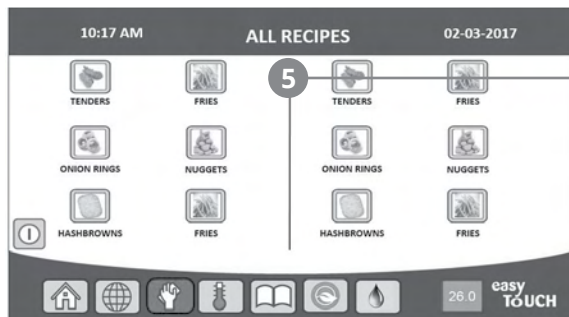 10:17 AM ALL RECIPES 02-03-2017
5
TENDERS FRIES TENDERS FRIES
ONION RINGS NUGGETS ONION RINGS NUGGETS
HASHBROWNS FRIES HASHBROWNS FRIES
26.0 easy
TOUCH